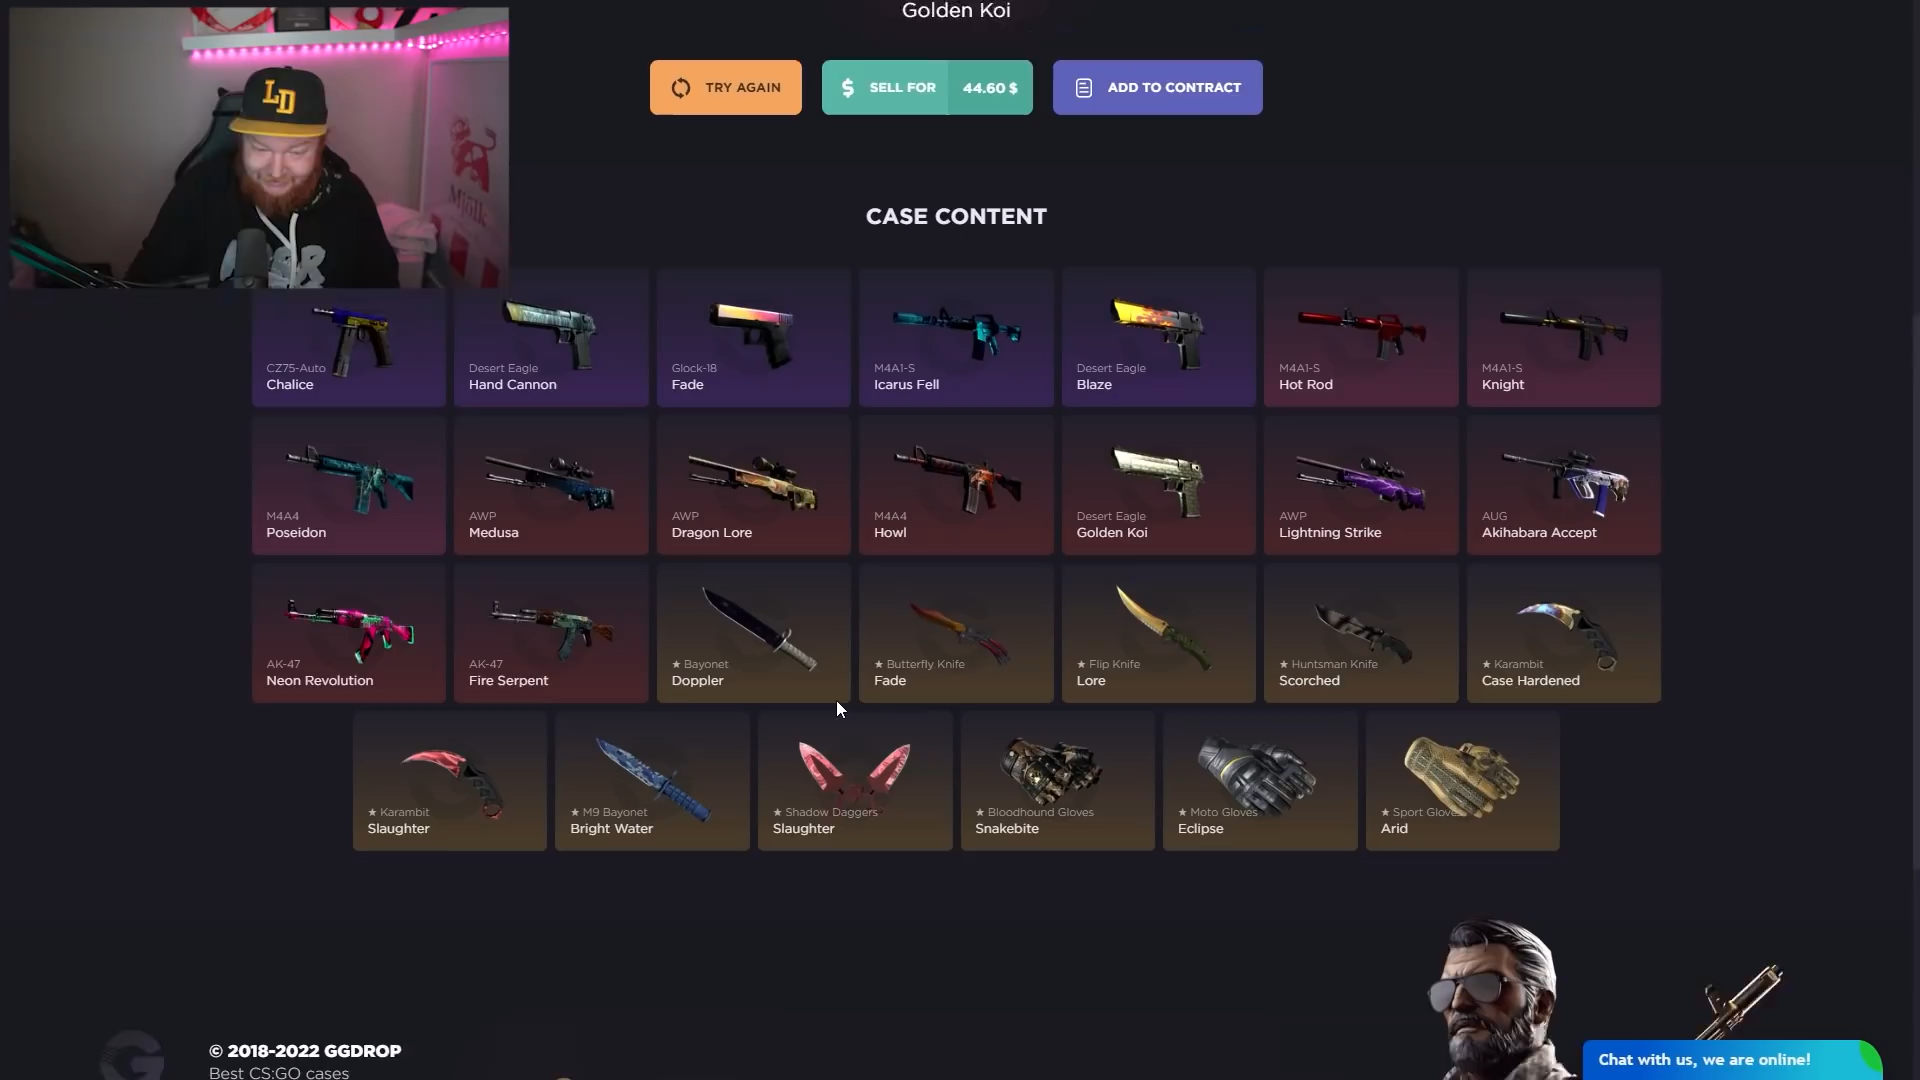 Golden Koi
TRY AGAIN
SELL FOR
44.60 $
ADD TO CONTRACT
LD
Mjölk
CASE CONTENT
CZ75-Auto
Chalice
Desert Eagle
Hand Cannon
Glock-18
Fade
M4A1-S
Icarus Fell
Desert Eagle
Blaze
M4A1-S
Hot Rod
M4A1-S
Knight
M4A4
Poseidon
AWP
Medusa
AWP
Dragon Lore
M4A4
Howl
Desert Eagle
Golden Koi
AWP
Lightning Strike
AUG
Akihabara Accept
AK-47
Neon Revolution
AK-47
Fire Serpent
★ Bayonet
Doppler
★ Butterfly Knife
Fade
★ Flip Knife
Lore
★ Huntsman Knife
Scorched
★ Karambit
Case Hardened
★ Karambit
Slaughter
★ M9 Bayonet
Bright Water
★ Shadow Daggers
Slaughter
★ Bloodhound Gloves
Snakebite
★ Moto Gloves
Eclipse
★ Sport Gloves
Arid
© 2018-2022 GGDROP
Best CS:GO cases
Chat with us, we are online!